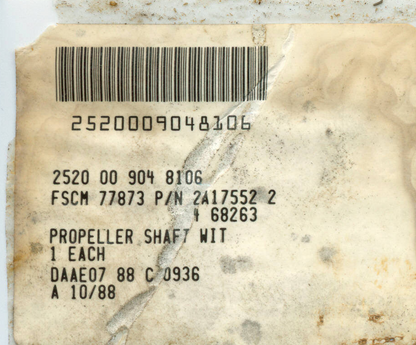 2520009048106
2520 00 904 8106
FSCM 77873 P/N 2A17552 2
68263
PROPELLER SHAFT WIT
1 EACH
DAAE07 88 C 0936
A 10/88